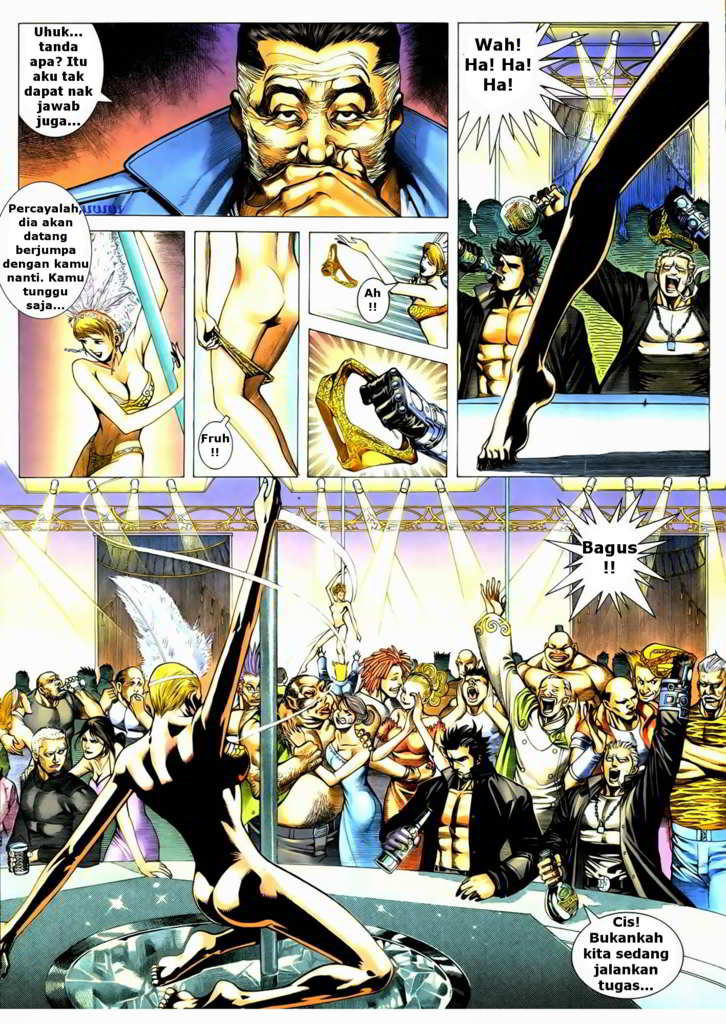 Uhuk...
tanda
apa? Itu
aku tak
dapat nak
jawab
juga...
Wah!
Ha! Ha!
Ha!
Percayalah,
dia akan
datang
berjumpa
dengan kamu
nanti. Kamu
tunggu
saja...
Fruh
!!
Ah
!!
Bagus
!!
Cis!
Bukankah
kita sedang
jalankan
tugas...